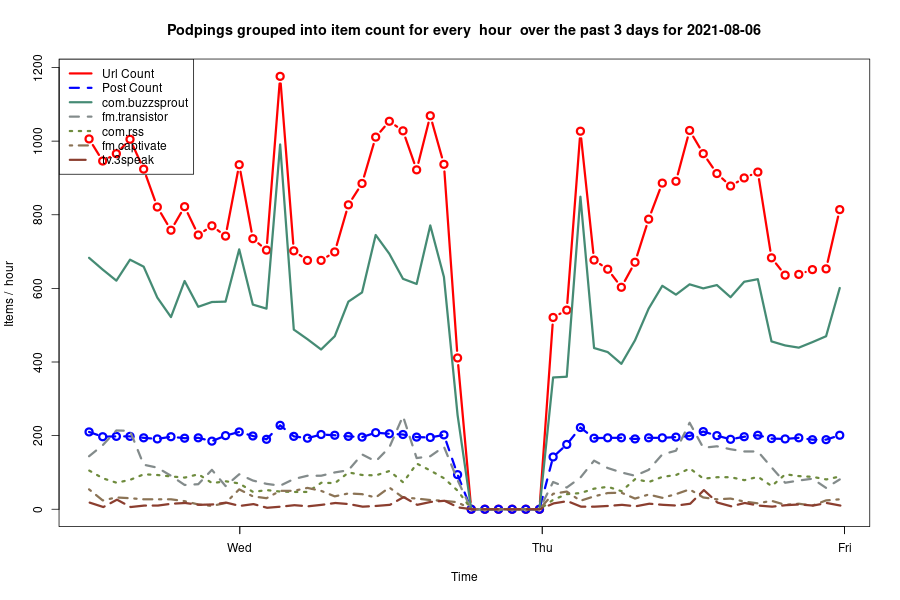 Podpings grouped into item count for every  hour  over the past 3 days for 2021-08-06
Url Count
Post Count
com.buzzsprout
fm.transistor
com.rss
fm.captivate
tv.3speak
1200
1000
800
600
400
200
0
Items / hour
Wed
Thu
Fri
Time